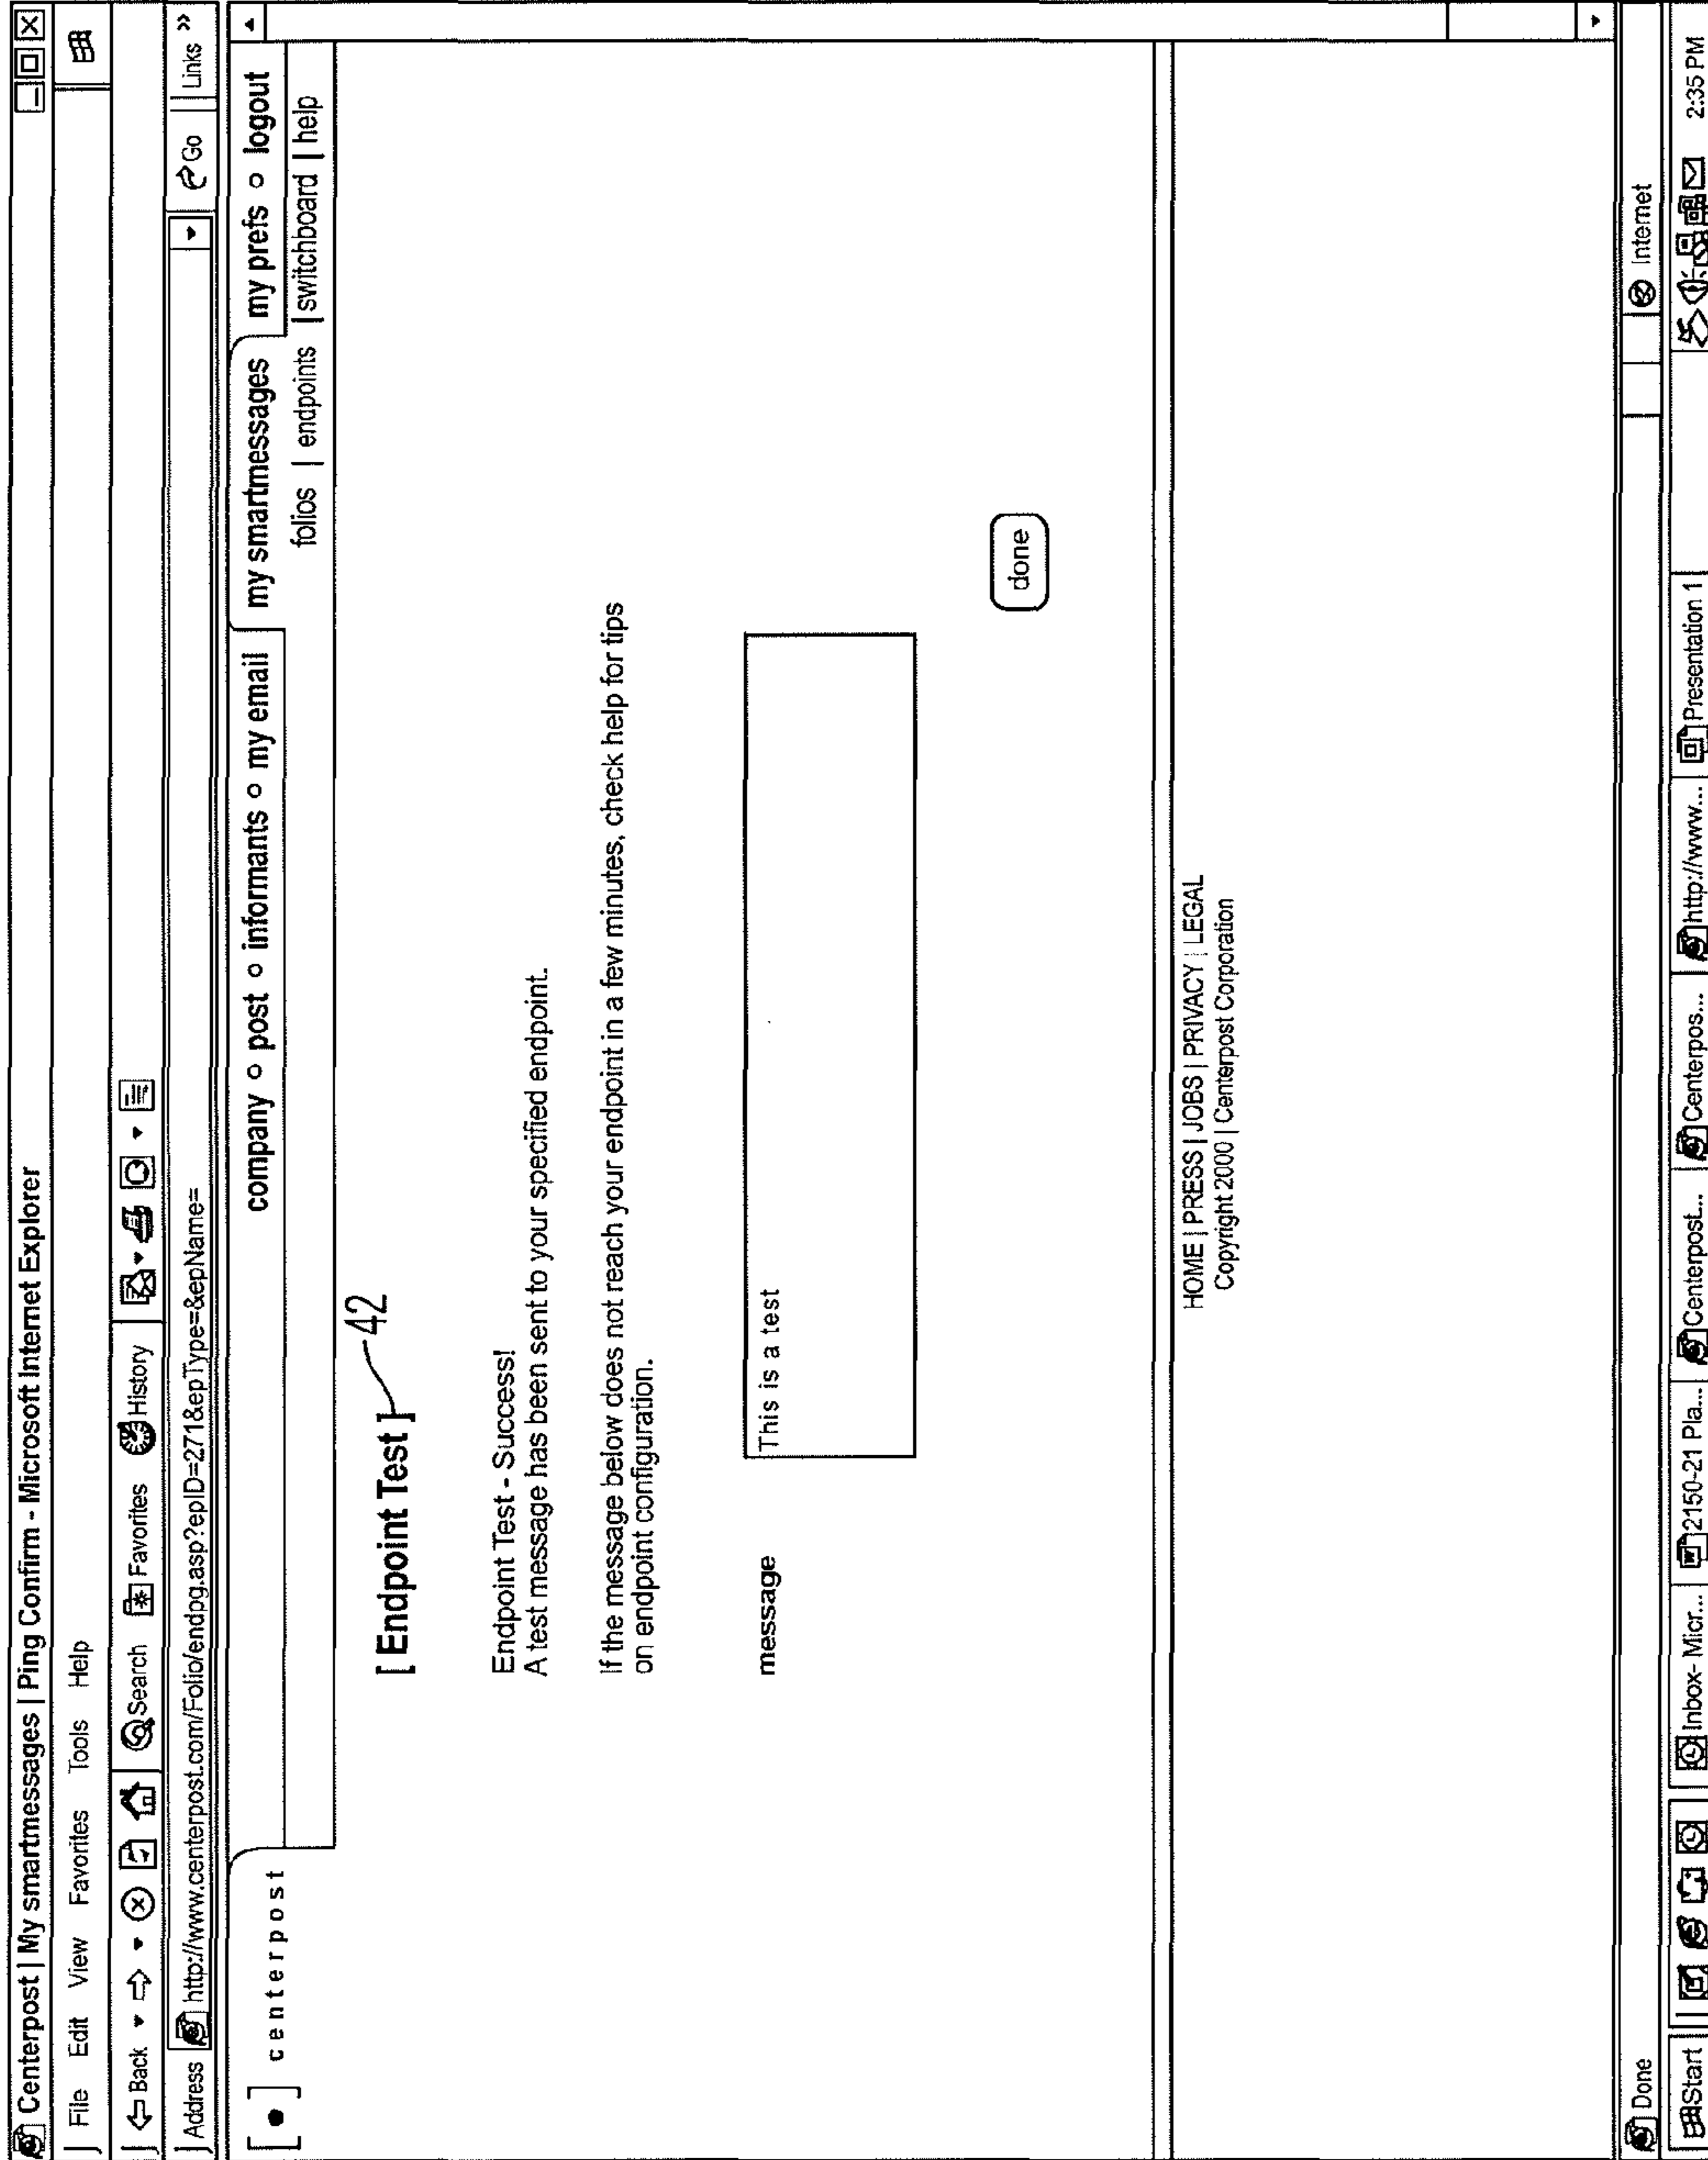 Centerpost | My smartmessages | Ping Confirm - Microsoft Internet Explorer
File Edit View Favorites Tools Help
Back Search Favorites History
Address http://www.centerpost.com/Folio/endpg.asp?epID=271&epType=&epName= Go Links »
[ • ] centerpost company o post o informants o my email my smartmessages my prefs o logout
folios | endpoints | switchboard | help
[ Endpoint Test ] 42
Endpoint Test - Success!
A test message has been sent to your specified endpoint.
If the message below does not reach your endpoint in a few minutes, check help for tips
on endpoint configuration.
message This is a test
done
HOME | PRESS | JOBS | PRIVACY | LEGAL
Copyright 2000 | Centerpost Corporation
Done Internet
Start Inbox- Micr... 2150-21 Pla... Centerpost... Centerpos... http://www... Presentation 1 2:35 PM